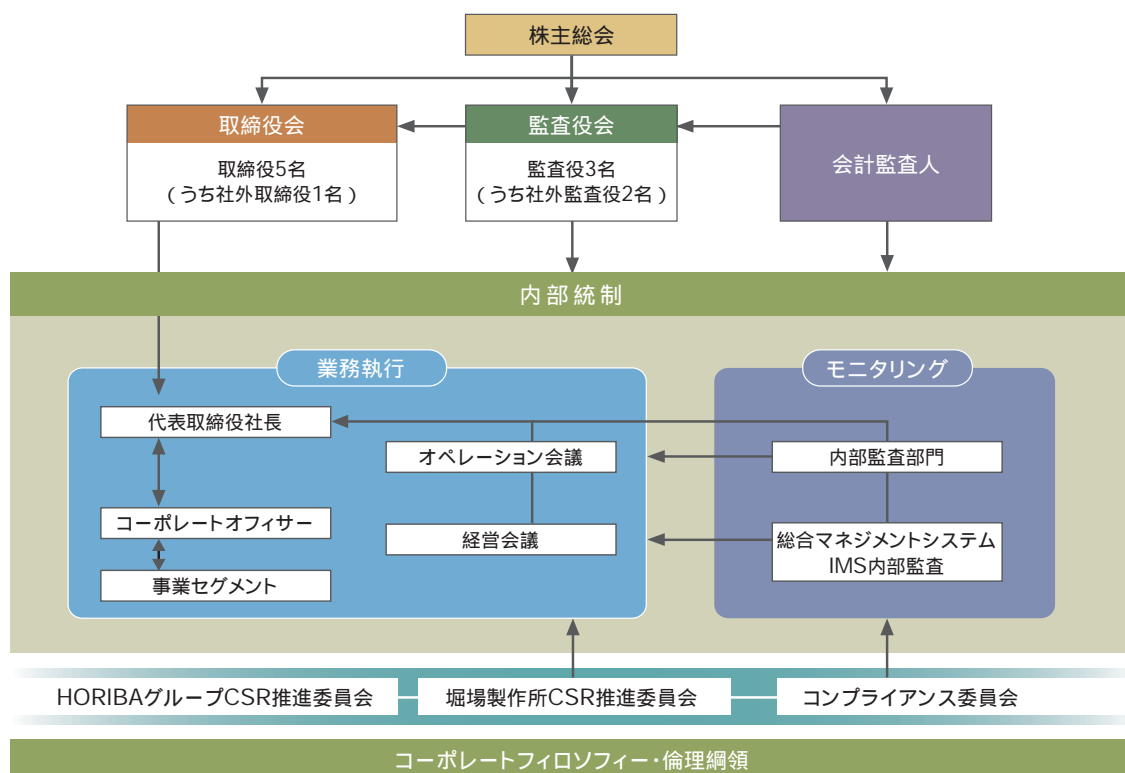 株主総会
取締役会
取締役5名
（うち社外取締役1名）
監査役会
監査役3名
（うち社外監査役2名）
会計監査人
内部統制
業務執行
代表取締役社長
コーポレートオフィサー
事業セグメント
オペレーション会議
経営会議
モニタリング
内部監査部門
総合マネジメントシステム
IMS内部監査
HORIBAグループCSR推進委員会
堀場製作所CSR推進委員会
コンプライアンス委員会
コーポレートフィロソフィー・倫理綱領